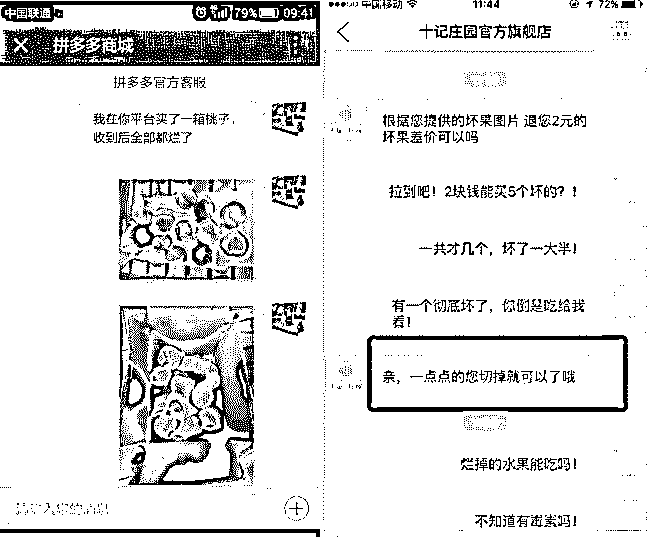 中国联通
79%
09:41
拼多多商城
拼多多官方客服
我在你平台买了一箱桃子，
收到后全部都烂了
中国移动
11:44
72%
十记庄园官方旗舰店
根据您提供的坏果图片 退您2元的
坏果差价可以吗
拉到吧！2块钱能买5个坏的？！
一共才几个，坏了一大半！
有一个彻底坏了，你倒是吃给我
看！
亲，一点点的您切掉就可以了哦
烂掉的水果能吃吗！
不知道有毒素吗！